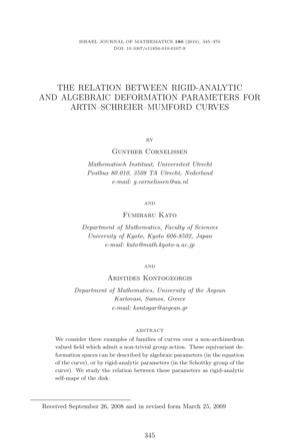 ISRAEL JOURNAL OF MATHEMATICS 180 (2010), 345–370
DOI: 10.1007/s11856-010-0107-9
THE RELATION BETWEEN RIGID-ANALYTIC
AND ALGEBRAIC DEFORMATION PARAMETERS FOR
ARTIN–SCHREIER–MUMFORD CURVES
BY
GUNTHER CORNELISSEN
Mathematisch Instituut, Universiteit Utrecht
Postbus 80.010, 3508 TA Utrecht, Nederland
e-mail: g.cornelissen@uu.nl
AND
FUMIHARU KATO
Department of Mathematics, Faculty of Sciences
University of Kyoto, Kyoto 606-8502, Japan
e-mail: kato@math.kyoto-u.ac.jp
AND
ARISTIDES KONTOGEORGIS
Department of Mathematics, University of the Aegean
Karlovasi, Samos, Greece
e-mail: kontogar@aegean.gr
ABSTRACT
We consider three examples of families of curves over a non-archimedean
valued field which admit a non-trivial group action. These equivariant de-
formation spaces can be described by algebraic parameters (in the equation
of the curve), or by rigid-analytic parameters (in the Schottky group of the
curve). We study the relation between these parameters as rigid-analytic
self-maps of the disk.
Received September 26, 2008 and in revised form March 25, 2009
345